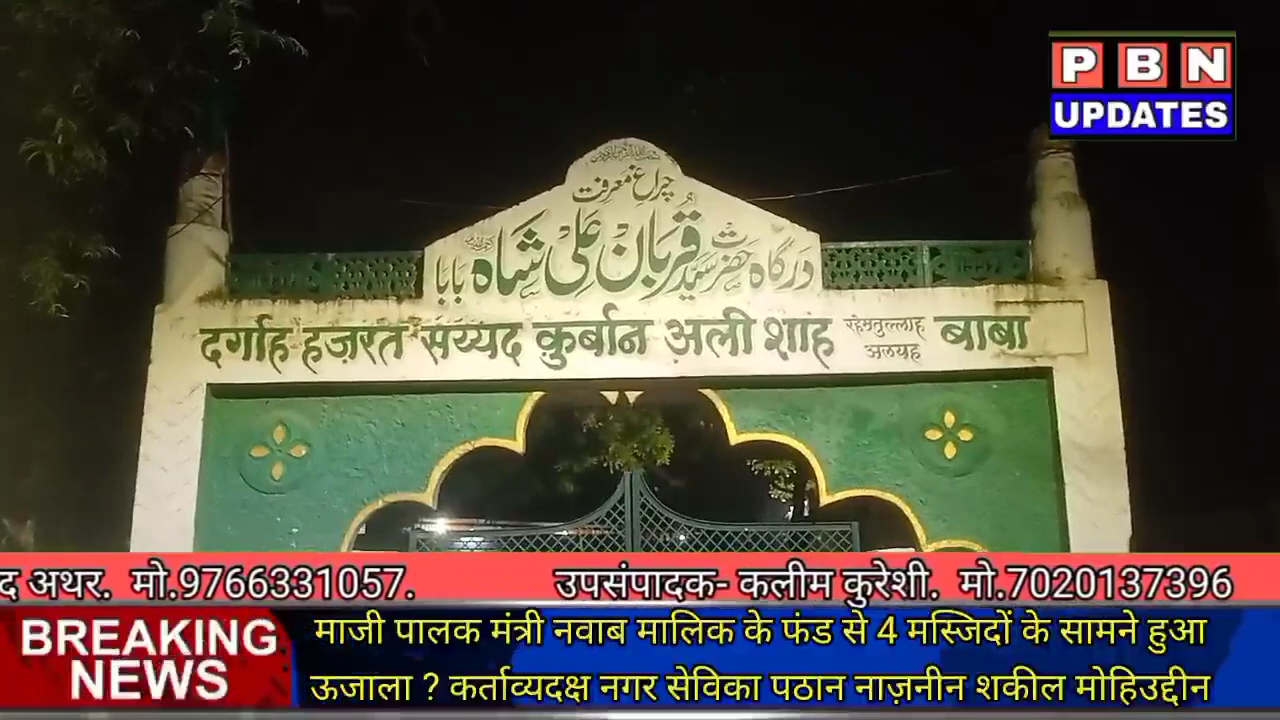 PBN
UPDATES
چراغ معرفت
درگاہ حضرت سید قربان علی شاہ بابا
दर्गाह हज़रत सय्यद क़ुर्बान अली शाह रहेमतुल्लाह अलयह बाबा
द अथर. मो.9766331057. उपसंपादक- कलीम कुरेशी. मो.7020137396
BREAKING NEWS
माजी पालक मंत्री नवाब मालिक के फंड से 4 मस्जिदों के सामने हुआ
ऊजाला ? कर्ताव्यदक्ष नगर सेविका पठान नाज़नीन शकील मोहिउद्दीन